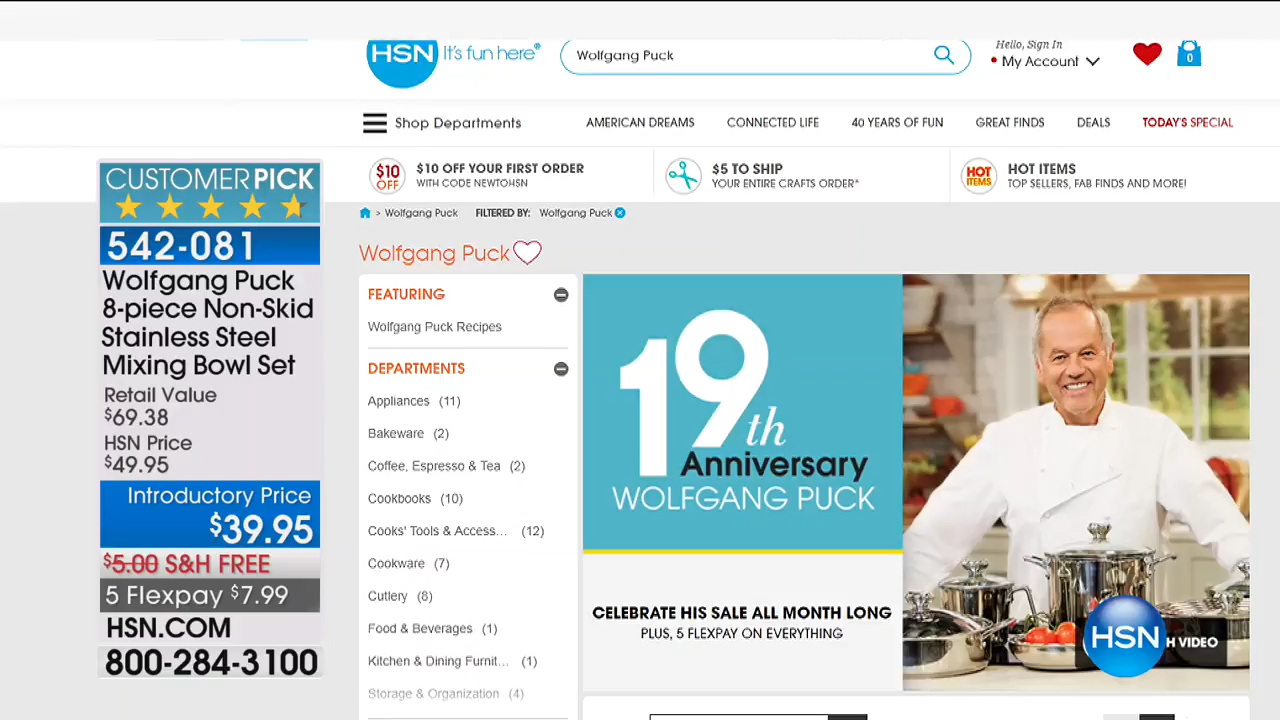 HSN It's fun here®
Wolfgang Puck
Hello, Sign In
My Account
0
Shop Departments
AMERICAN DREAMS
CONNECTED LIFE
40 YEARS OF FUN
GREAT FINDS
DEALS
TODAY'S SPECIAL
$10 OFF
$10 OFF YOUR FIRST ORDER
WITH CODE NEWTOHSN
$5 TO SHIP
YOUR ENTIRE CRAFTS ORDER*
HOT ITEMS
HOT ITEMS
TOP SELLERS, FAB FINDS AND MORE!
CUSTOMER PICK
542-081
Wolfgang Puck
8-piece Non-Skid
Stainless Steel
Mixing Bowl Set
Retail Value
$69.38
HSN Price
$49.95
Introductory Price
$39.95
$5.00 S&H FREE
5 Flexpay $7.99
HSN.COM
800-284-3100
> Wolfgang Puck FILTERED BY: Wolfgang Puck
Wolfgang Puck
FEATURING
Wolfgang Puck Recipes
DEPARTMENTS
Appliances (11)
Bakeware (2)
Coffee, Espresso & Tea (2)
Cookbooks (10)
Cooks' Tools & Access... (12)
Cookware (7)
Cutlery (8)
Food & Beverages (1)
Kitchen & Dining Furnit... (1)
Storage & Organization (4)
19th
Anniversary
WOLFGANG PUCK
CELEBRATE HIS SALE ALL MONTH LONG
PLUS, 5 FLEXPAY ON EVERYTHING
HSN
H VIDEO